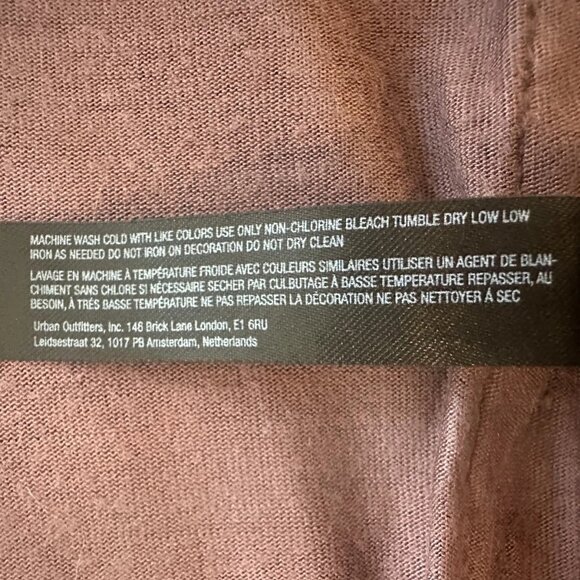 MACHINE WASH COLD WITH LIKE COLORS USE ONLY NON-CHLORINE BLEACH TUMBLE DRY LOW LOW
IRON AS NEEDED DO NOT IRON ON DECORATION DO NOT DRY CLEAN
LAVAGE EN MACHINE À TEMPÉRATURE FROIDE AVEC COULEURS SIMILAIRES UTILISER UN AGENT DE BLAN-
CHIMENT SANS CHLORE SI NÉCESSAIRE SECHER PAR CULBUTAGE À BASSE TEMPERATURE REPASSER, AU
BESOIN, À TRÉS BASSE TEMPÉRATURE NE PAS REPASSER LA DÉCORATION NE PAS NETTOYER Á SEC
Urban Outfitters, Inc. 146 Brick Lane London, E1 6RU
Leidsestraat 32, 1017 PB Amsterdam, Netherlands